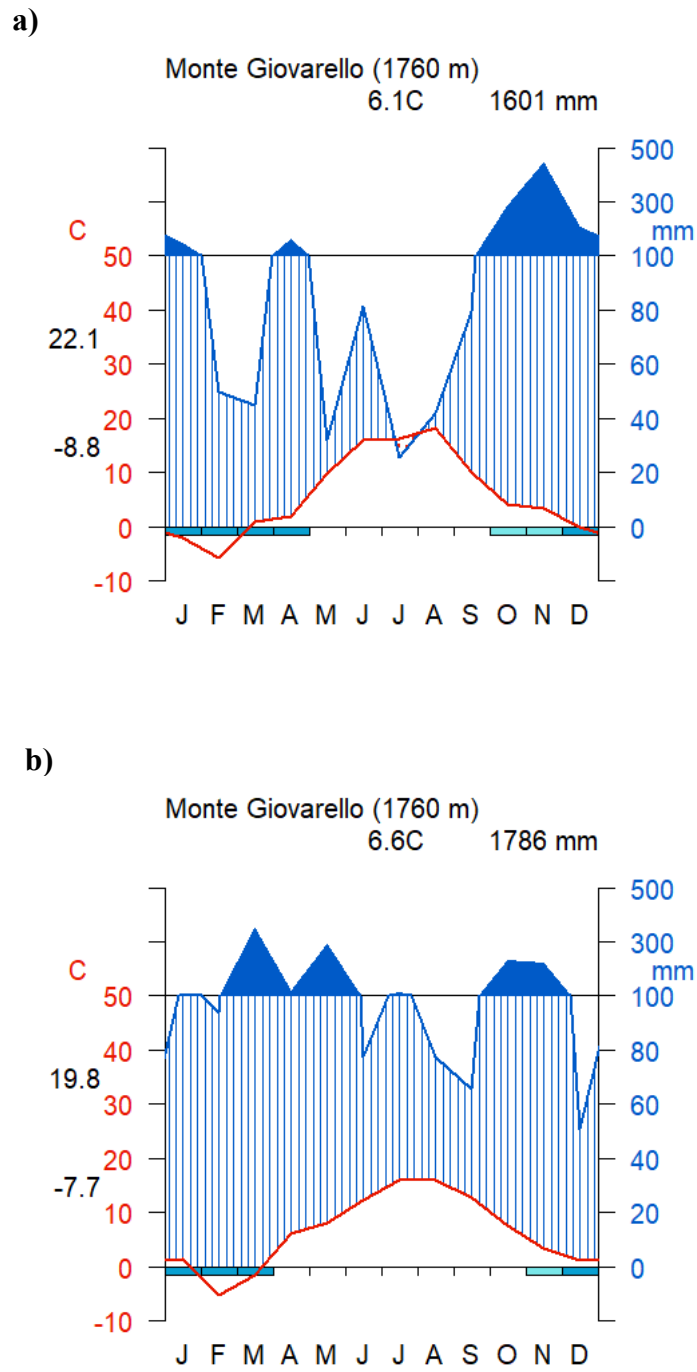 a)
Monte Giovarello (1760 m)
6.1C 1601 mm
500
300
C mm
50 100
40 80
22.1
30 60
20 40
-8.8
10 20
0 0
-10
J F M A M J J A S O N D
b)
Monte Giovarello (1760 m)
6.6C 1786 mm
500
300
C mm
50 100
40 80
19.8
30 60
20 40
-7.7
10 20
0 0
-10
J F M A M J J A S O N D